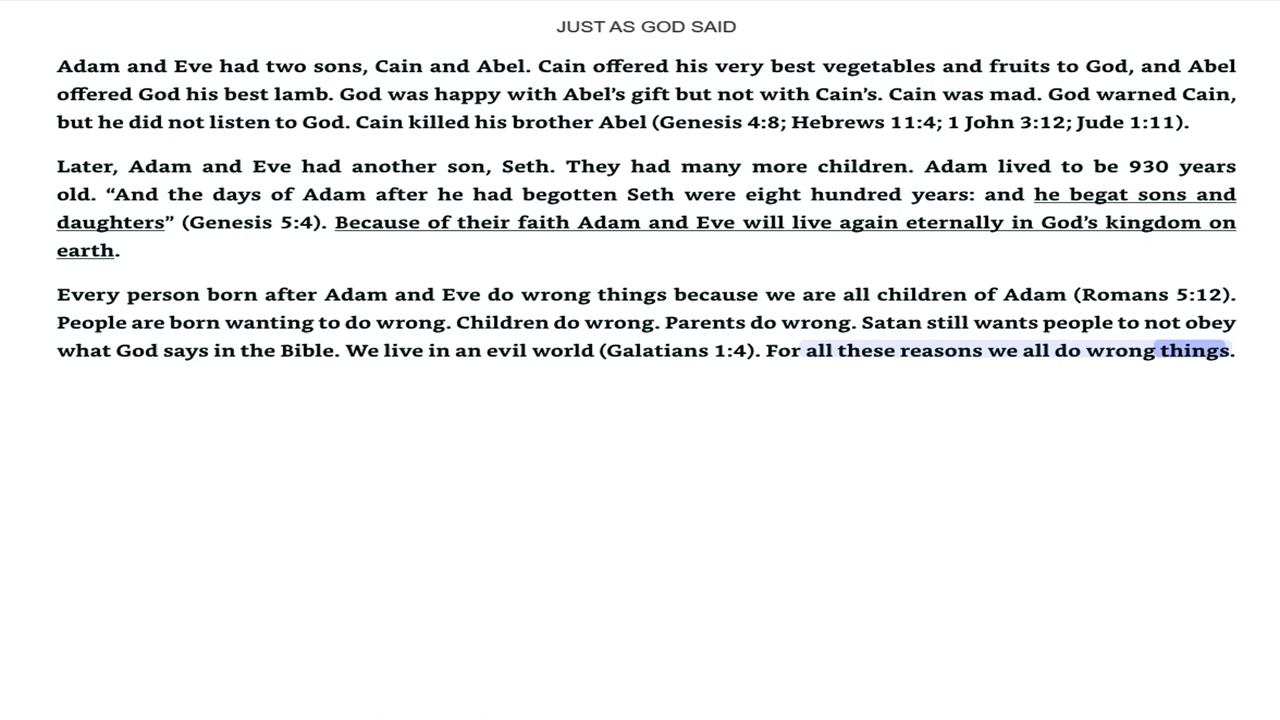 JUST AS GOD SAID
Adam and Eve had two sons, Cain and Abel. Cain offered his very best vegetables and fruits to God, and Abel
offered God his best lamb. God was happy with Abel’s gift but not with Cain’s. Cain was mad. God warned Cain,
but he did not listen to God. Cain killed his brother Abel (Genesis 4:8; Hebrews 11:4; 1 John 3:12; Jude 1:11).
Later, Adam and Eve had another son, Seth. They had many more children. Adam lived to be 930 years
old. “And the days of Adam after he had begotten Seth were eight hundred years: and he begat sons and
daughters” (Genesis 5:4). Because of their faith Adam and Eve will live again eternally in God’s kingdom on
earth.
Every person born after Adam and Eve do wrong things because we are all children of Adam (Romans 5:12).
People are born wanting to do wrong. Children do wrong. Parents do wrong. Satan still wants people to not obey
what God says in the Bible. We live in an evil world (Galatians 1:4). For all these reasons we all do wrong things.